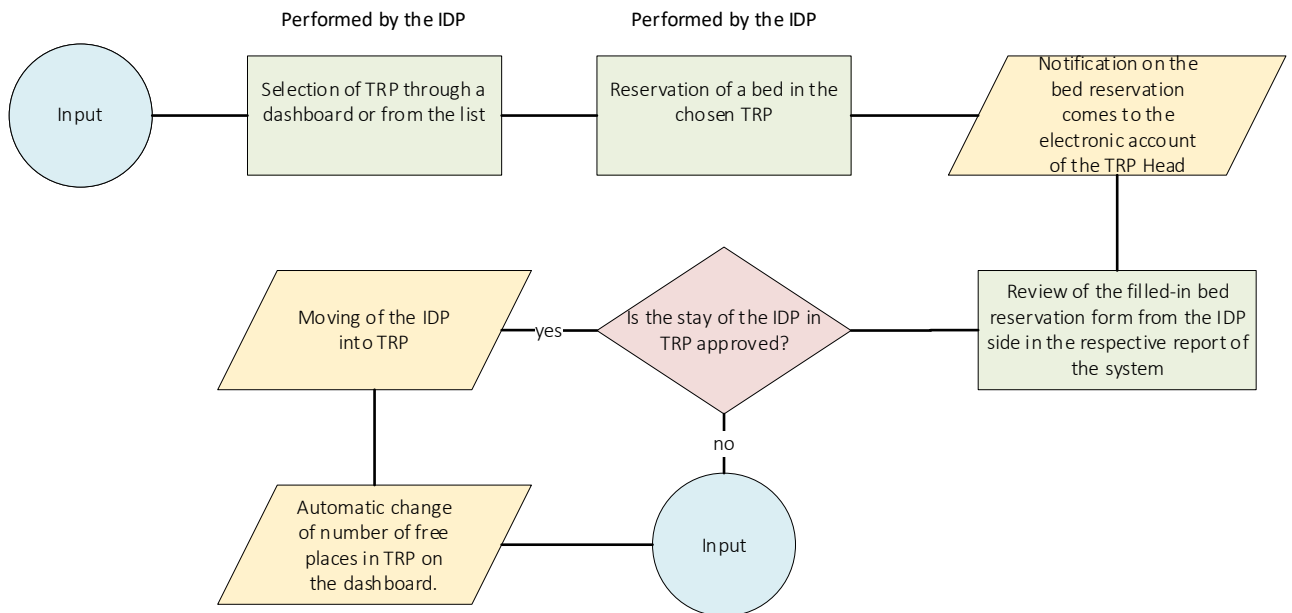 Performed by the IDP
Performed by the IDP
Input
Selection of TRP through a
dashboard or from the list
Reservation of a bed in the
chosen TRP
Notification on the
bed reservation
comes to the
electronic account
of the TRP Head
Moving of the IDP
into TRP
yes
Is the stay of the IDP in
TRP approved?
Review of the filled-in bed
reservation form from the IDP
side in the respective report of
the system
no
Automatic change
of number of free
places in TRP on
the dashboard.
Input